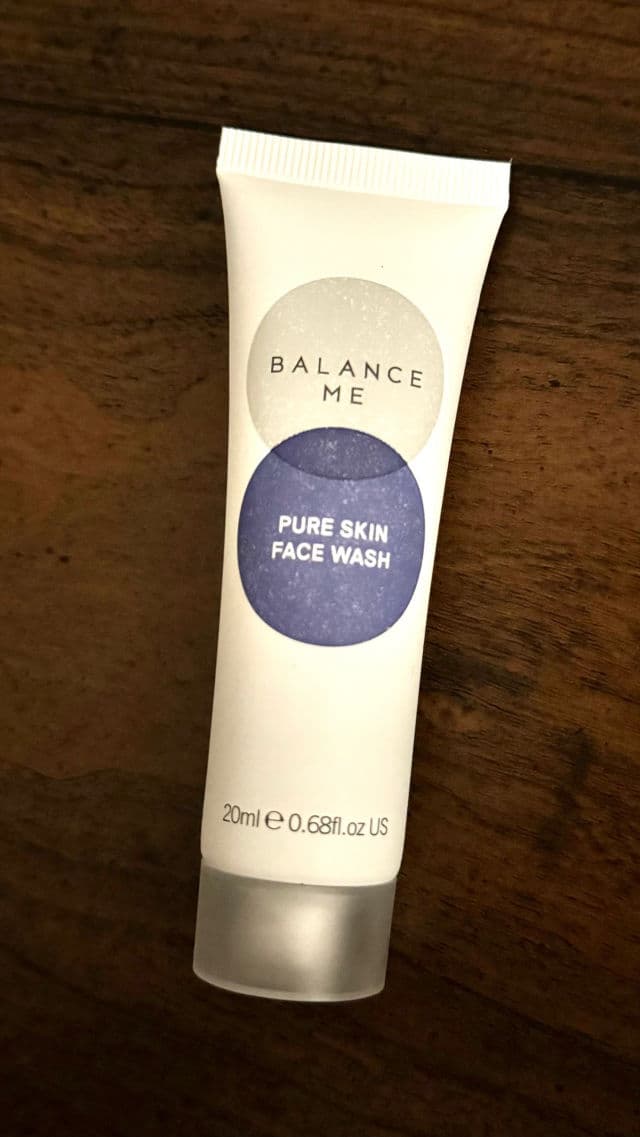 BALANCE
ME
PURE SKIN
FACE WASH
20ml ℮ 0.68fl.oz US